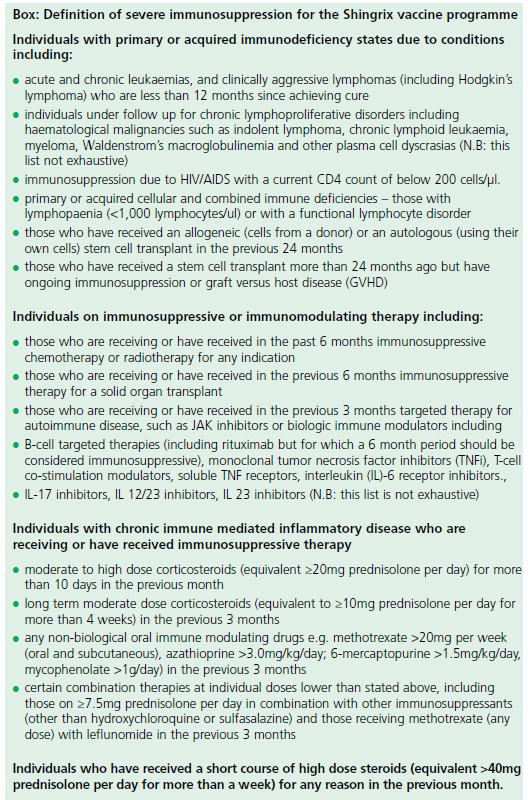 Box: Definition of severe immunosuppression for the Shingrix vaccine programme
Individuals with primary or acquired immunodeficiency states due to conditions
including:
• acute and chronic leukaemias, and clinically aggressive lymphomas (including Hodgkin's
lymphoma) who are less than 12 months since achieving cure
• individuals under follow up for chronic lymphoproliferative disorders including
haematological malignancies such as indolent lymphoma, chronic lymphoid leukaemia,
myeloma, Waldenstrom's macroglobulinemia and other plasma cell dyscrasias (N.B: this
list not exhaustive)
• immunosuppression due to HIV/AIDS with a current CD4 count of below 200 cells/µl.
• primary or acquired cellular and combined immune deficiencies – those with
lymphopaenia (<1,000 lymphocytes/ul) or with a functional lymphocyte disorder
• those who have received an allogeneic (cells from a donor) or an autologous (using their
own cells) stem cell transplant in the previous 24 months
• those who have received a stem cell transplant more than 24 months ago but have
ongoing immunosuppression or graft versus host disease (GVHD)
Individuals on immunosuppressive or immunomodulating therapy including:
• those who are receiving or have received in the past 6 months immunosuppressive
chemotherapy or radiotherapy for any indication
• those who are receiving or have received in the previous 6 months immunosuppressive
therapy for a solid organ transplant
• those who are receiving or have received in the previous 3 months targeted therapy for
autoimmune disease, such as JAK inhibitors or biologic immune modulators including
• B-cell targeted therapies (including rituximab but for which a 6 month period should be
considered immunosuppressive), monoclonal tumor necrosis factor inhibitors (TNFi), T-cell
co-stimulation modulators, soluble TNF receptors, interleukin (IL)-6 receptor inhibitors.,
• IL-17 inhibitors, IL 12/23 inhibitors, IL 23 inhibitors (N.B: this list is not exhaustive)
Individuals with chronic immune mediated inflammatory disease who are
receiving or have received immunosuppressive therapy
• moderate to high dose corticosteroids (equivalent ≥20mg prednisolone per day) for more
than 10 days in the previous month
• long term moderate dose corticosteroids (equivalent to ≥10mg prednisolone per day for
more than 4 weeks) in the previous 3 months
• any non-biological oral immune modulating drugs e.g. methotrexate >20mg per week
(oral and subcutaneous), azathioprine >3.0mg/kg/day; 6-mercaptopurine >1.5mg/kg/day,
mycophenolate >1g/day) in the previous 3 months
• certain combination therapies at individual doses lower than stated above, including
those on ≥7.5mg prednisolone per day in combination with other immunosuppressants
(other than hydroxychloroquine or sulfasalazine) and those receiving methotrexate (any
dose) with leflunomide in the previous 3 months
Individuals who have received a short course of high dose steroids (equivalent >40mg
prednisolone per day for more than a week) for any reason in the previous month.